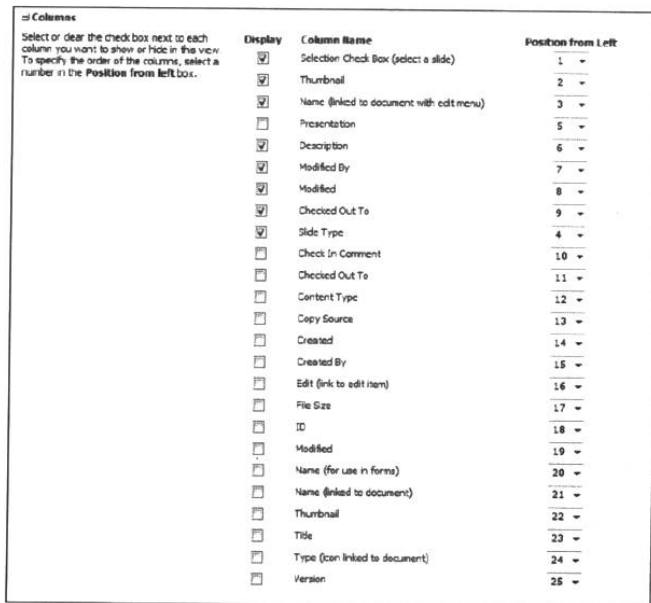 Columns
Select or clear the check box next to each
column you want to show or hide in this view.
To specify the order of the columns, select a
number in the Position from left box.
Display Column Name Position from Left
Selection Check Box (select a slide) 1
Thumbnail 2
Name (linked to document with edit menu) 3
Presentation 5
Description 6
Modified By 7
Modified 8
Checked Out To 9
Slide Type 4
Check In Comment 10
Checked Out To 11
Content Type 12
Copy Source 13
Created 14
Created By 15
Edit (link to edit item) 16
File Size 17
ID 18
Modified 19
Name (for use in forms) 20
Name (linked to document) 21
Thumbnail 22
Title 23
Type (icon linked to document) 24
Version 25